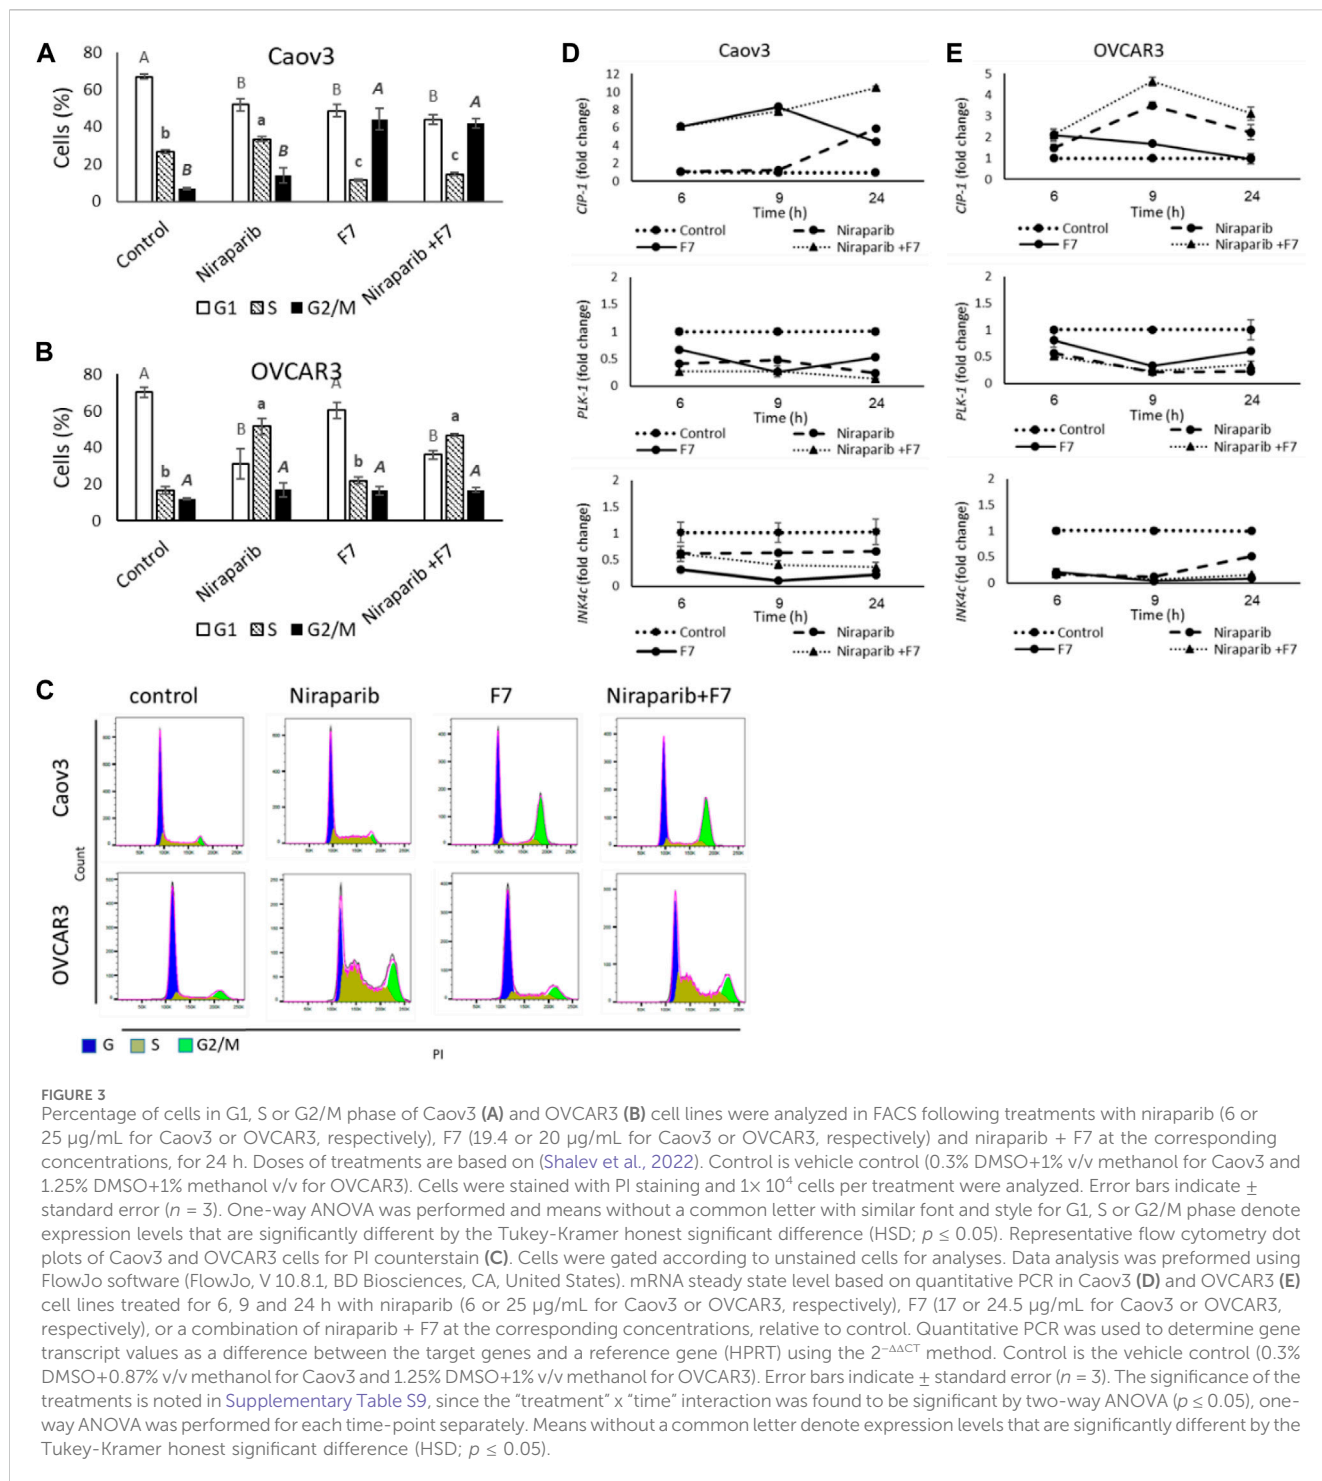 A
Caov3
80
60
40
20
0
Cells (%)
A
b
B
B
a
B
B
c
A
B
c
A
Control
Niraparib
F7
Niraparib +F7
G1 S G2/M
B
OVCAR3
80
60
40
20
0
Cells (%)
A
b
A
B
a
A
A
b
A
B
a
A
Control
Niraparib
F7
Niraparib +F7
G1 S G2/M
D
Caov3
CIP-1 (fold change)
12
10
8
6
4
2
0
6 9 24
Time (h)
Control Niraparib
F7 Niraparib +F7
PLK-1 (fold change)
2
1.5
1
0.5
0
6 9 24
Time (h)
Control Niraparib
F7 Niraparib +F7
INK4c (fold change)
2
1.5
1
0.5
0
6 9 24
Time (h)
Control Niraparib
F7 Niraparib +F7
E
OVCAR3
CIP-1 (fold change)
5
4
3
2
1
0
6 9 24
Time (h)
Control Niraparib
F7 Niraparib +F7
PLK-1 (fold change)
2
1.5
1
0.5
0
6 9 24
Time (h)
Control Niraparib
F7 Niraparib +F7
INK4c (fold change)
2
1.5
1
0.5
0
6 9 24
Time (h)
Control Niraparib
F7 Niraparib +F7
C
control Niraparib F7 Niraparib+F7
Caov3
Count
OVCAR3
G S G2/M
PI
FIGURE 3
Percentage of cells in G1, S or G2/M phase of Caov3 (A) and OVCAR3 (B) cell lines were analyzed in FACS following treatments with niraparib (6 or
25 μg/mL for Caov3 or OVCAR3, respectively), F7 (19.4 or 20 μg/mL for Caov3 or OVCAR3, respectively) and niraparib + F7 at the corresponding
concentrations, for 24 h. Doses of treatments are based on (Shalev et al., 2022). Control is vehicle control (0.3% DMSO+1% v/v methanol for Caov3 and
1.25% DMSO+1% methanol v/v for OVCAR3). Cells were stained with PI staining and 1× 10⁴ cells per treatment were analyzed. Error bars indicate ±
standard error (n = 3). One-way ANOVA was performed and means without a common letter with similar font and style for G1, S or G2/M phase denote
expression levels that are significantly different by the Tukey-Kramer honest significant difference (HSD; p ≤ 0.05). Representative flow cytometry dot
plots of Caov3 and OVCAR3 cells for PI counterstain (C). Cells were gated according to unstained cells for analyses. Data analysis was preformed using
FlowJo software (FlowJo, V 10.8.1, BD Biosciences, CA, United States). mRNA steady state level based on quantitative PCR in Caov3 (D) and OVCAR3 (E)
cell lines treated for 6, 9 and 24 h with niraparib (6 or 25 μg/mL for Caov3 or OVCAR3, respectively), F7 (17 or 24.5 μg/mL for Caov3 or OVCAR3,
respectively), or a combination of niraparib + F7 at the corresponding concentrations, relative to control. Quantitative PCR was used to determine gene
transcript values as a difference between the target genes and a reference gene (HPRT) using the 2⁻ΔΔCT method. Control is the vehicle control (0.3%
DMSO+0.87% v/v methanol for Caov3 and 1.25% DMSO+1% v/v methanol for OVCAR3). Error bars indicate ± standard error (n = 3). The significance of the
treatments is noted in Supplementary Table S9, since the "treatment" x "time" interaction was found to be significant by two-way ANOVA (p ≤ 0.05), one-
way ANOVA was performed for each time-point separately. Means without a common letter denote expression levels that are significantly different by the
Tukey-Kramer honest significant difference (HSD; p ≤ 0.05).